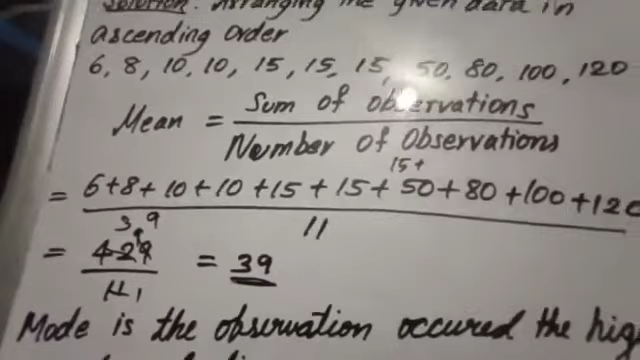 Solution: Arranging the given data in
ascending order
6, 8, 10, 10, 15, 15, 15, 50, 80, 100, 120
Mean = Sum of observations
Number of Observations
15+
= 6+8+10+10+15+15+50+80+100+120
11
39
= 429 = 39
11 1
Mode is the observation occured the hig